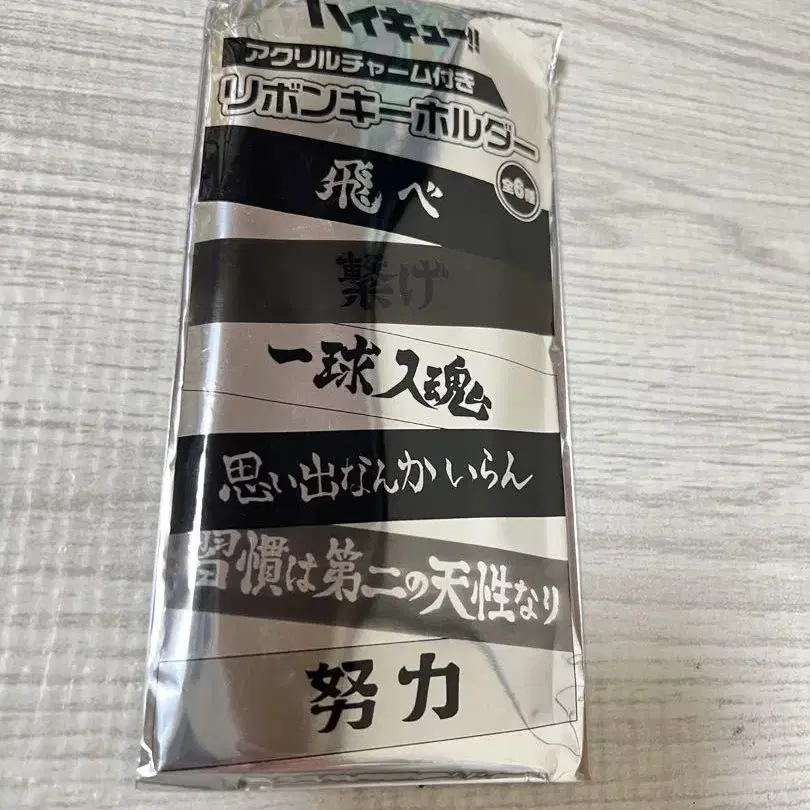 ハイキュー!!
アクリルチャーム付き
リボンキーホルダー
全6種
飛べ
繋げ
一球入魂
思い出なんかいらん
習慣は第二の天性なり
努力